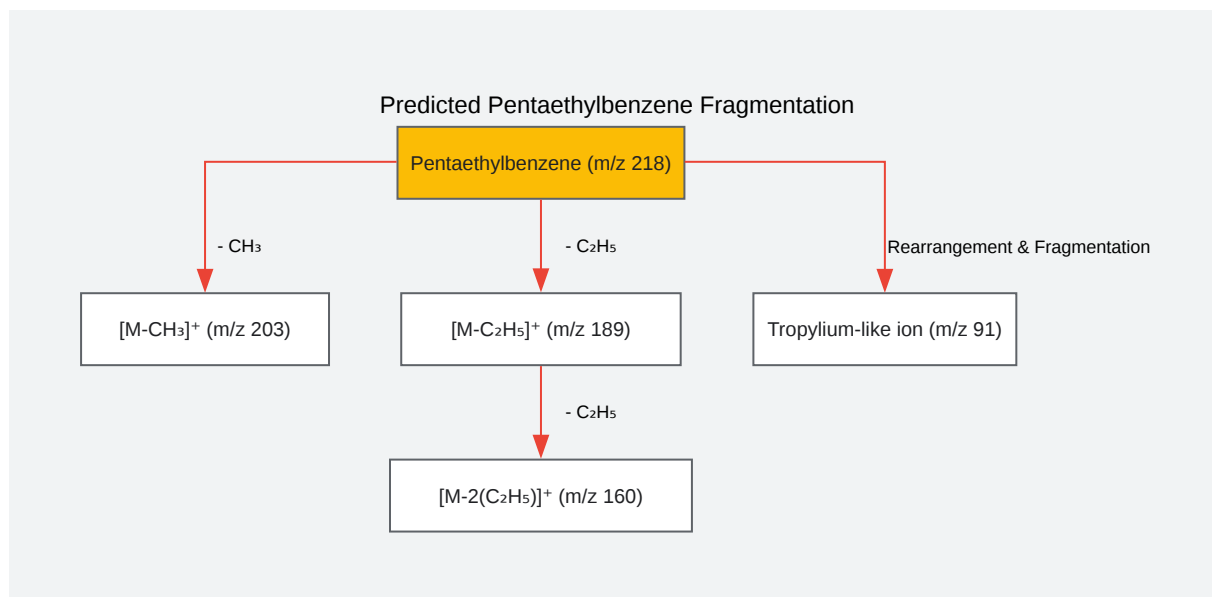 Predicted Pentaethylbenzene Fragmentation
Pentaethylbenzene (m/z 218)
- CH₃
- C₂H₅
Rearrangement & Fragmentation
[M-CH₃]⁺ (m/z 203)
[M-C₂H₅]⁺ (m/z 189)
Tropylium-like ion (m/z 91)
- C₂H₅
[M-2(C₂H₅)]⁺ (m/z 160)